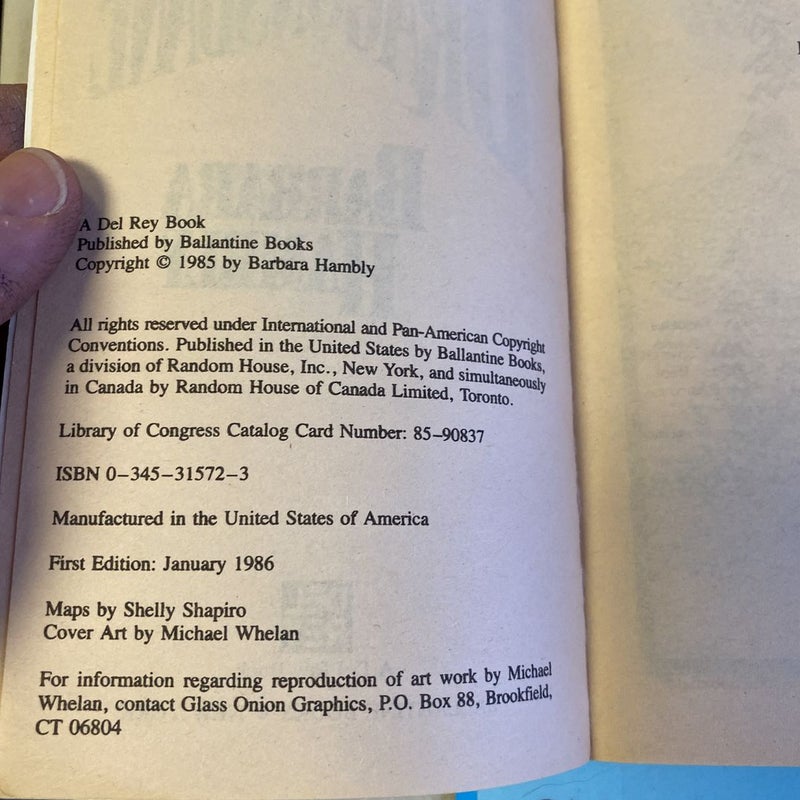 A Del Rey Book
Published by Ballantine Books
Copyright © 1985 by Barbara Hambly
All rights reserved under International and Pan-American Copyright
Conventions. Published in the United States by Ballantine Books,
a division of Random House, Inc., New York, and simultaneously
in Canada by Random House of Canada Limited, Toronto.
Library of Congress Catalog Card Number: 85–90837
ISBN 0–345–31572–3
Manufactured in the United States of America
First Edition: January 1986
Maps by Shelly Shapiro
Cover Art by Michael Whelan
For information regarding reproduction of art work by Michael
Whelan, contact Glass Onion Graphics, P.O. Box 88, Brookfield,
CT 06804